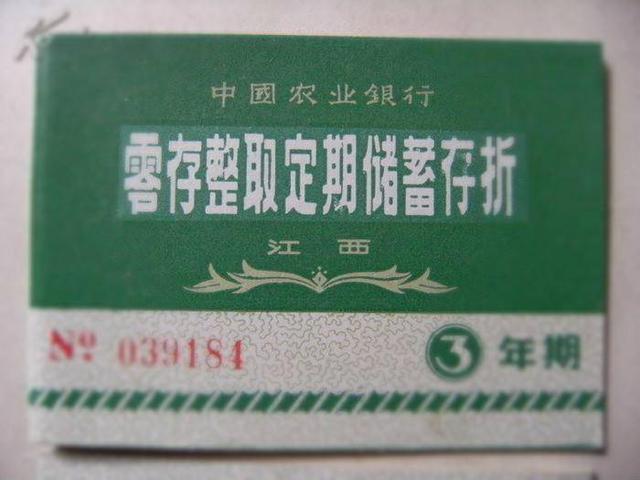 中國农业銀行
零存整取定期储蓄存折
江西
Nº 039184
3 年期